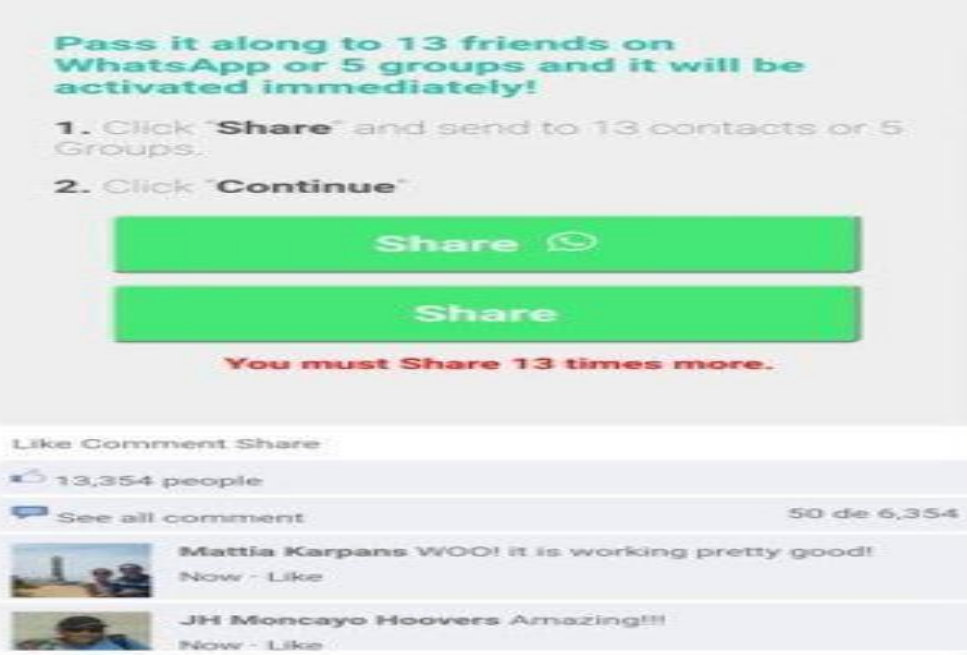 Pass it along to 13 friends on
WhatsApp or 5 groups and it will be
activated immediately!
1. Click "Share" and send to 13 contacts or 5
Groups.
2. Click "Continue"
Share
Share
You must Share 13 times more.
Like Comment Share
13,354 people
See all comment 50 de 6,354
Mattia Karpans WOO! it is working pretty good!
Now - Like
JH Moncayo Hoovers Amazing!!!
Now - Like